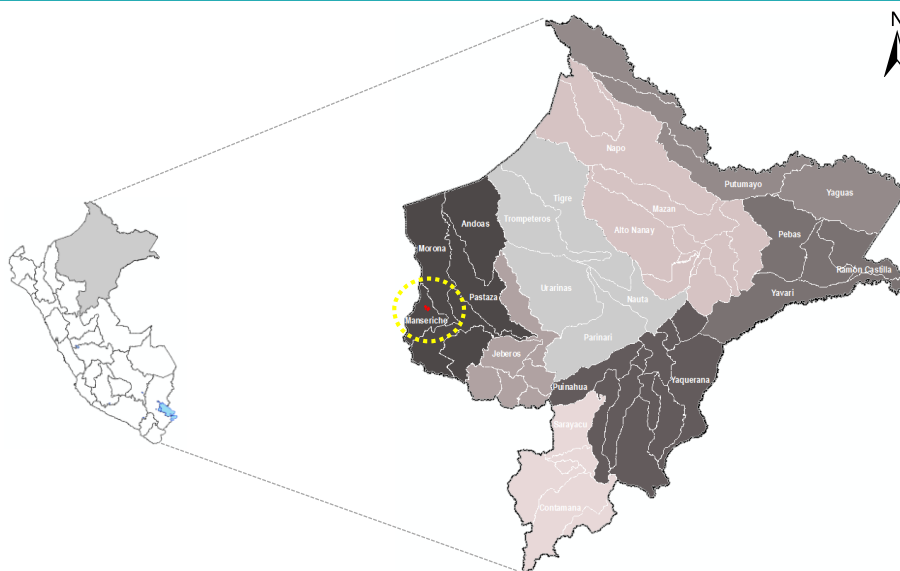 N
Napo
Putumayo
Yaguas
Tigre
Andoas
Mazan
Trompeteros
Alto Nanay
Pebas
Morona
Ramón Castilla
Urarinas
Yavari
Pastaza
Nauta
Manseriche
Parinari
Jeberos
Yaquerana
Puinahua
Sarayacu
Contamana